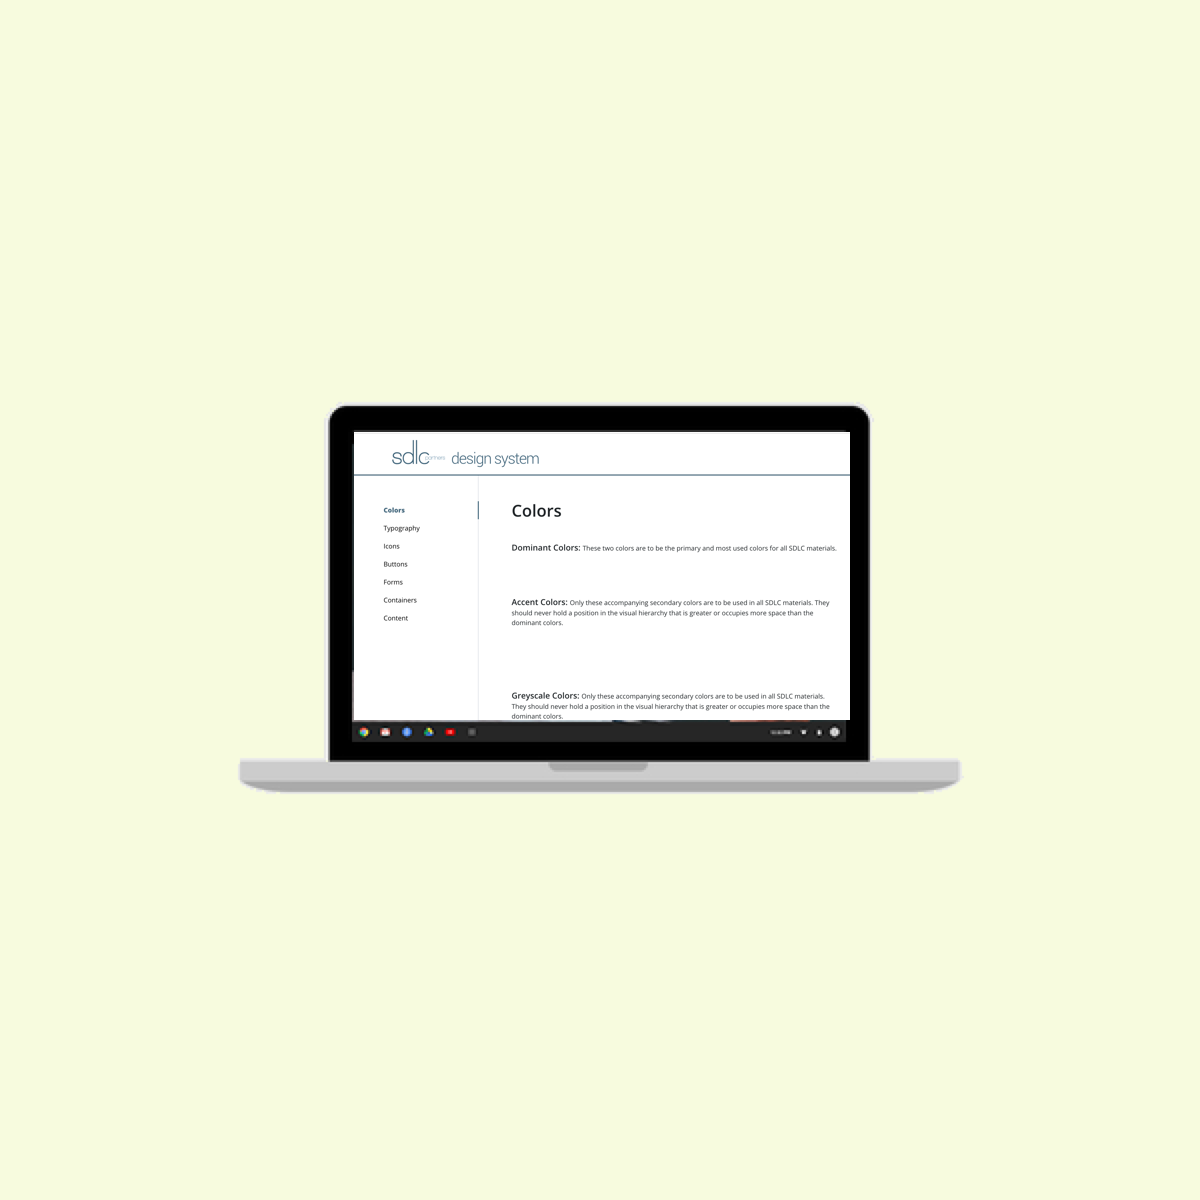 sdlc partners design system
Colors
Typography
Icons
Buttons
Forms
Containers
Content
Colors
Dominant Colors: These two colors are to be the primary and most used colors for all SDLC materials.
Accent Colors: Only these accompanying secondary colors are to be used in all SDLC materials. They
should never hold a position in the visual hierarchy that is greater or occupies more space than the
dominant colors.
Greyscale Colors: Only these accompanying secondary colors are to be used in all SDLC materials.
They should never hold a position in the visual hierarchy that is greater or occupies more space than the
dominant colors.